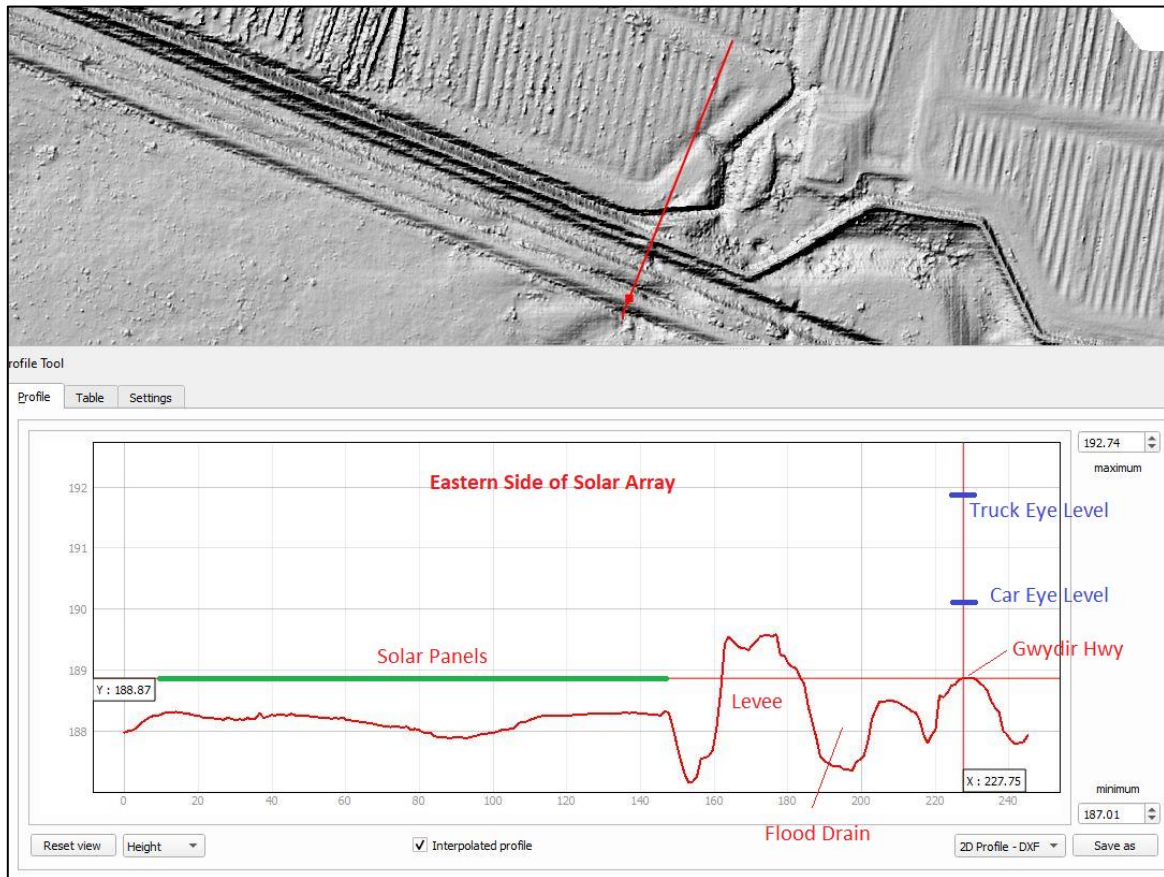 rofile Tool
Profile Table Settings
Eastern Side of Solar Array
192.74
maximum
192
Truck Eye Level
191
190
Car Eye Level
Gwydir Hwy
Solar Panels
189
Y : 188.87
Levee
188
X : 227.75
minimum
187.01
0 20 40 60 80 100 120 140 160 180 200 220 240
Flood Drain
Reset view Height Interpolated profile 2D Profile - DXF Save as